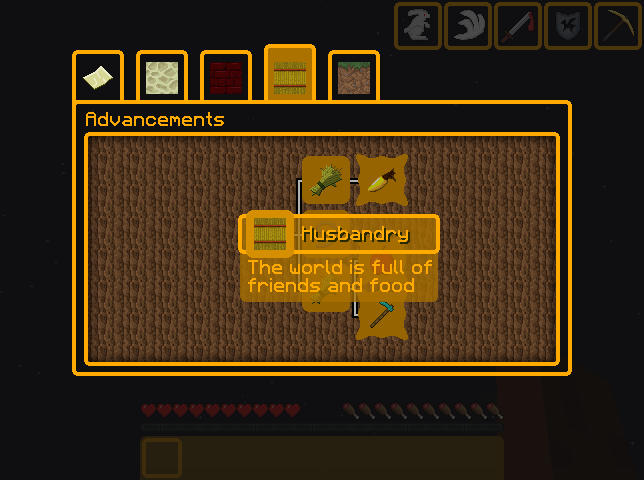 Advancements
Husbandry
The world is full of
friends and food